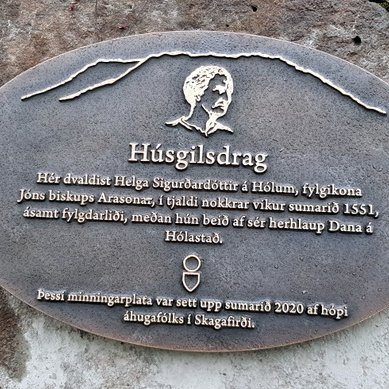 Húsgilsdrag
Hér dvaldist Helga Sigurðardóttir á Hólum, fylgikona
Jóns biskups Arasonar, í tjaldi nokkrar vikur sumarið 1551,
ásamt fylgdarliði, meðan hún beið af sér herhlaup Dana á
Hólastað.
Þessi minningarplata var sett upp sumarið 2020 af hópi
áhugafólks í Skagafirði.